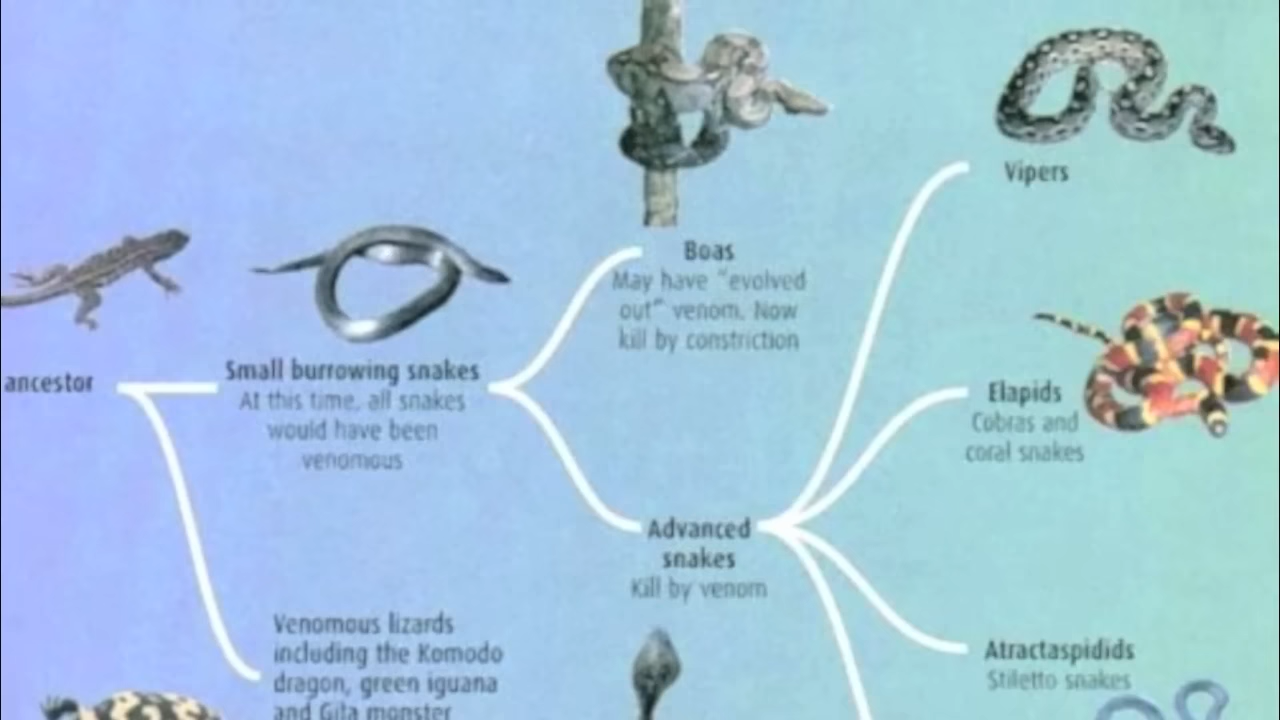 Vipers
Boas
May have “evolved
out” venom. Now
kill by constriction
ancestor
Small burrowing snakes
At this time, all snakes
would have been
venomous
Elapids
Cobras and
coral snakes
Advanced
snakes
Kill by venom
Venomous lizards
including the Komodo
dragon, green iguana
and Gila monster
Atractaspidids
Stiletto snakes